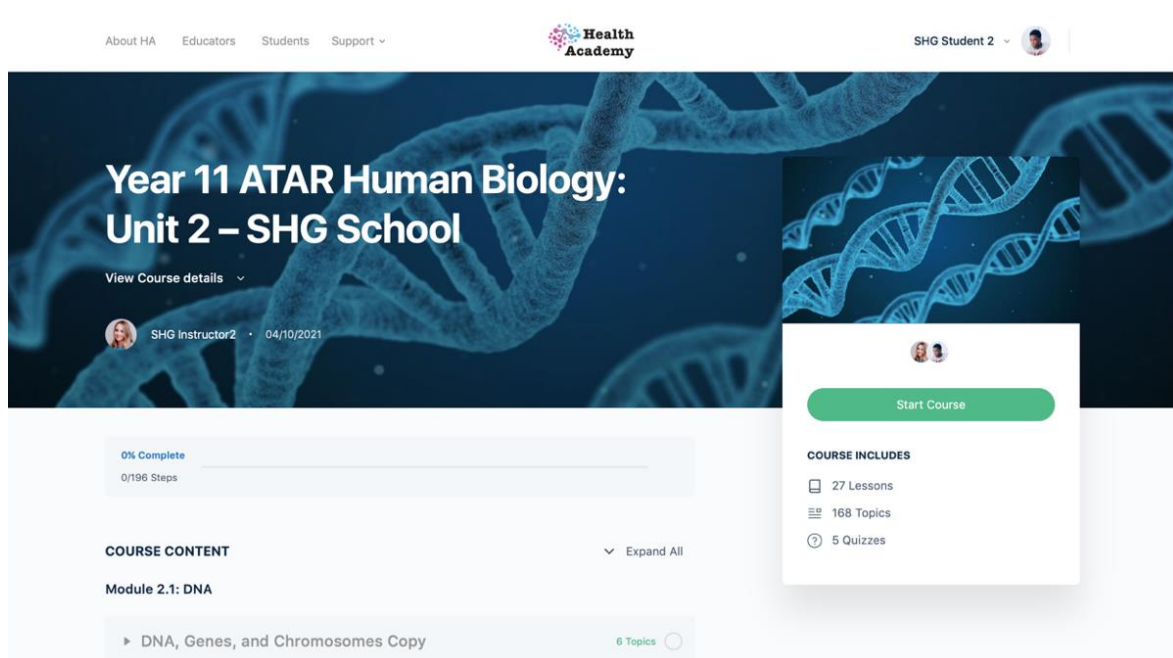 About HA Educators Students Support
Health
Academy
SHG Student 2
Year 11 ATAR Human Biology:
Unit 2 – SHG School
View Course details
SHG Instructor2 · 04/10/2021
Start Course
0% Complete
0/196 Steps
COURSE INCLUDES
27 Lessons
168 Topics
5 Quizzes
COURSE CONTENT
Expand All
Module 2.1: DNA
DNA, Genes, and Chromosomes Copy
6 Topics